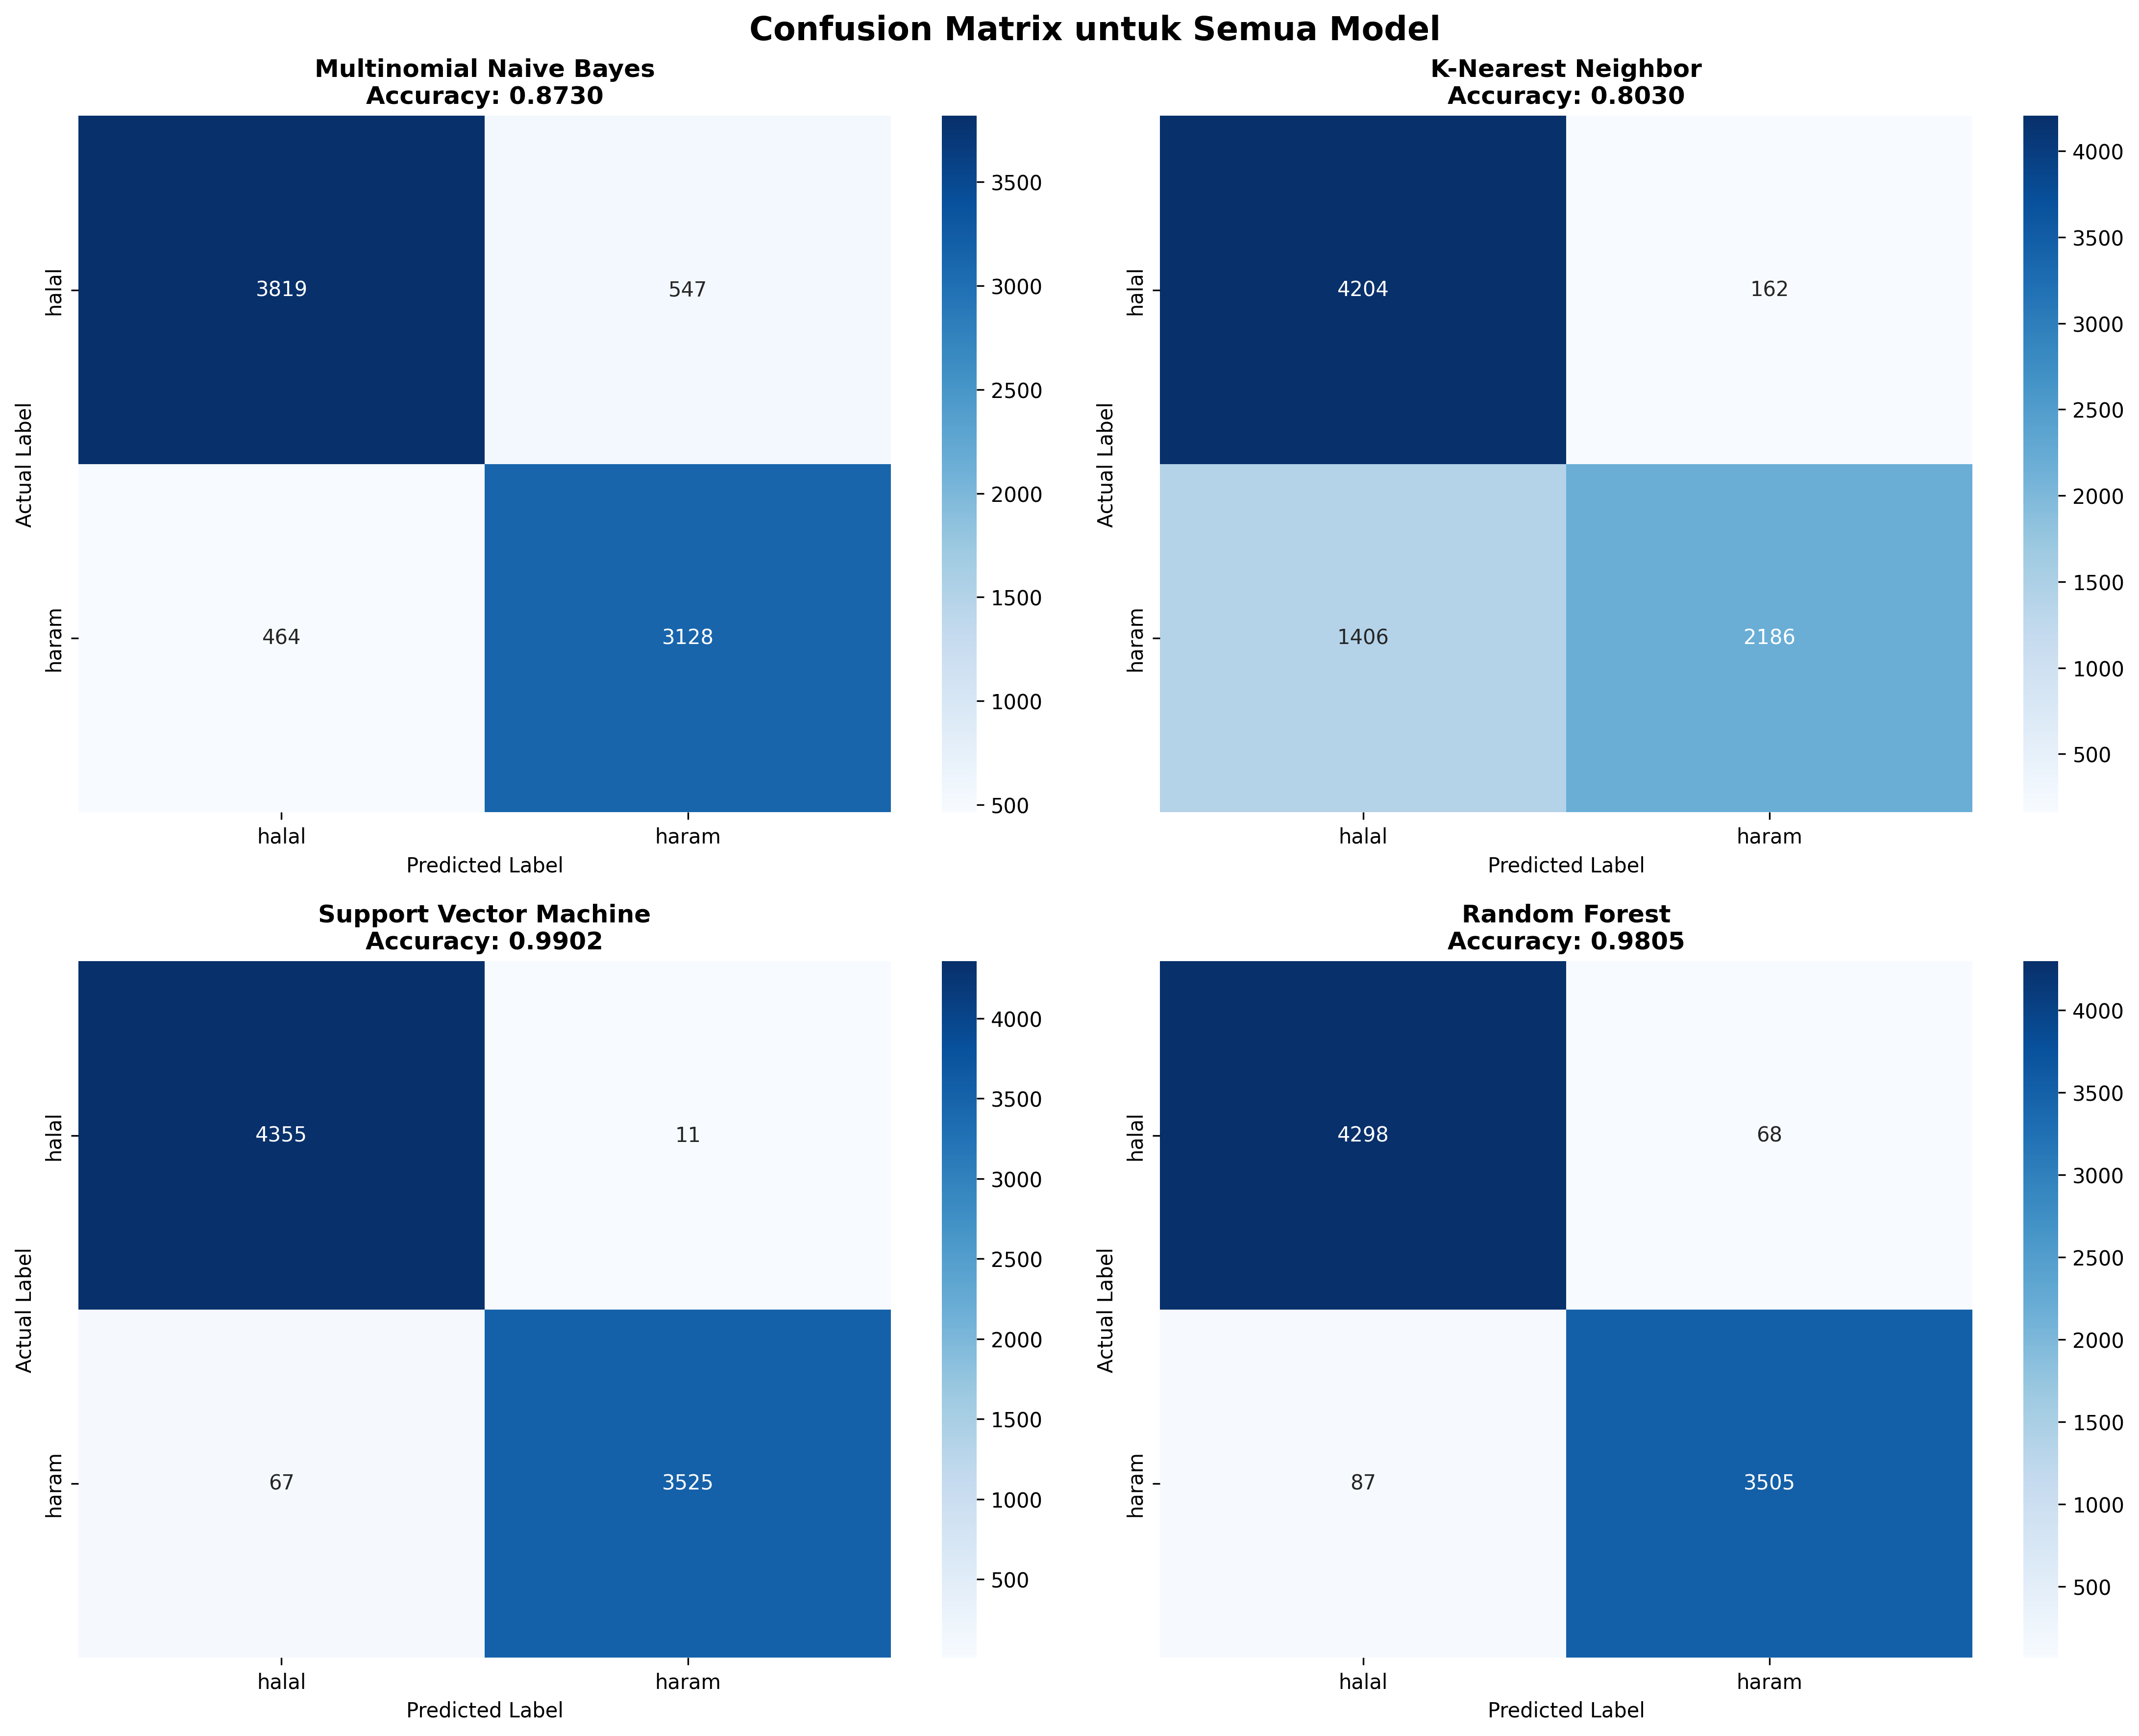 Confusion Matrix untuk Semua Model
Multinomial Naive Bayes
Accuracy: 0.8730
3819
547
464
3128
halal
haram
Actual Label
halal
haram
Predicted Label
3500
3000
2500
2000
1500
1000
500
K-Nearest Neighbor
Accuracy: 0.8030
4204
162
1406
2186
halal
haram
Actual Label
halal
haram
Predicted Label
4000
3500
3000
2500
2000
1500
1000
500
Support Vector Machine
Accuracy: 0.9902
4355
11
67
3525
halal
haram
Actual Label
halal
haram
Predicted Label
4000
3500
3000
2500
2000
1500
1000
500
Random Forest
Accuracy: 0.9805
4298
68
87
3505
halal
haram
Actual Label
halal
haram
Predicted Label
4000
3500
3000
2500
2000
1500
1000
500